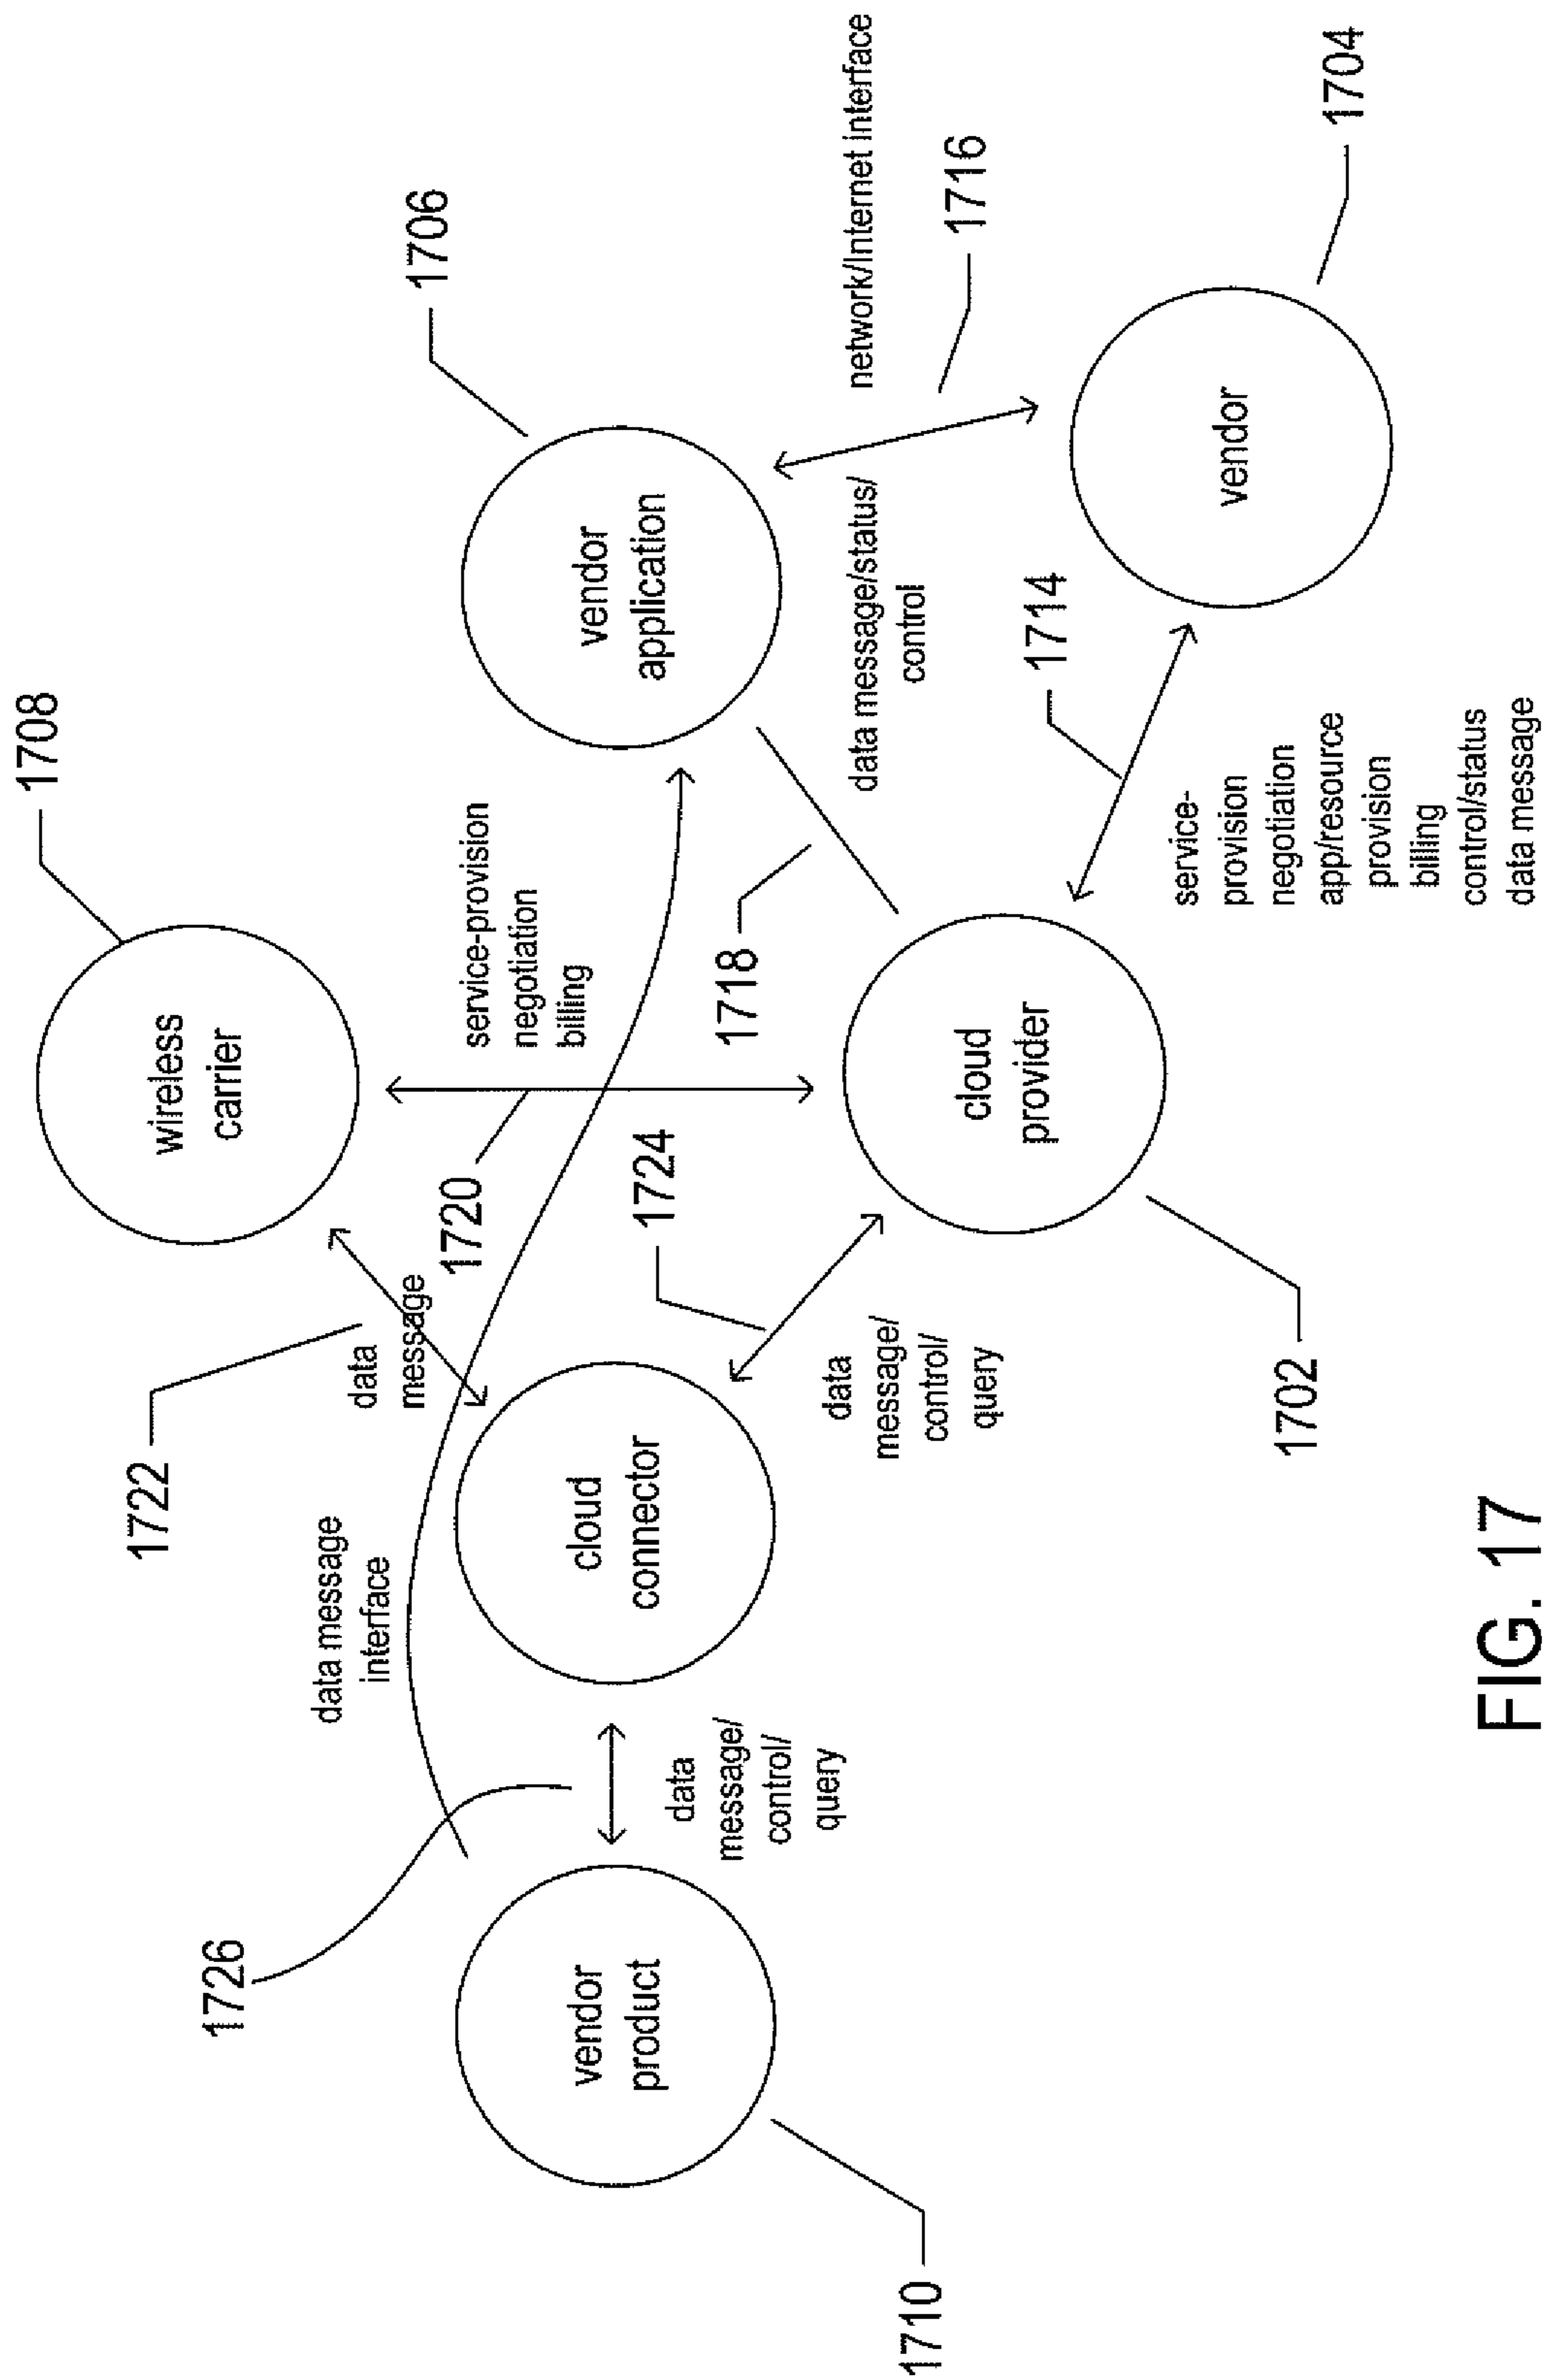 1708
wireless
carrier
1706
vendor
application
1722
data
message
1720
service-provision
negotiation
billing
network/Internet interface
1716
data message/status/
control
1718
1726
data message
interface
vendor
product
1710
data
message/
control/
query
cloud
connector
1724
data
message/
control/
query
cloud
provider
1702
1714
service-
provision
negotiation
app/resource
provision
billing
control/status
data message
vendor
1704
FIG. 17